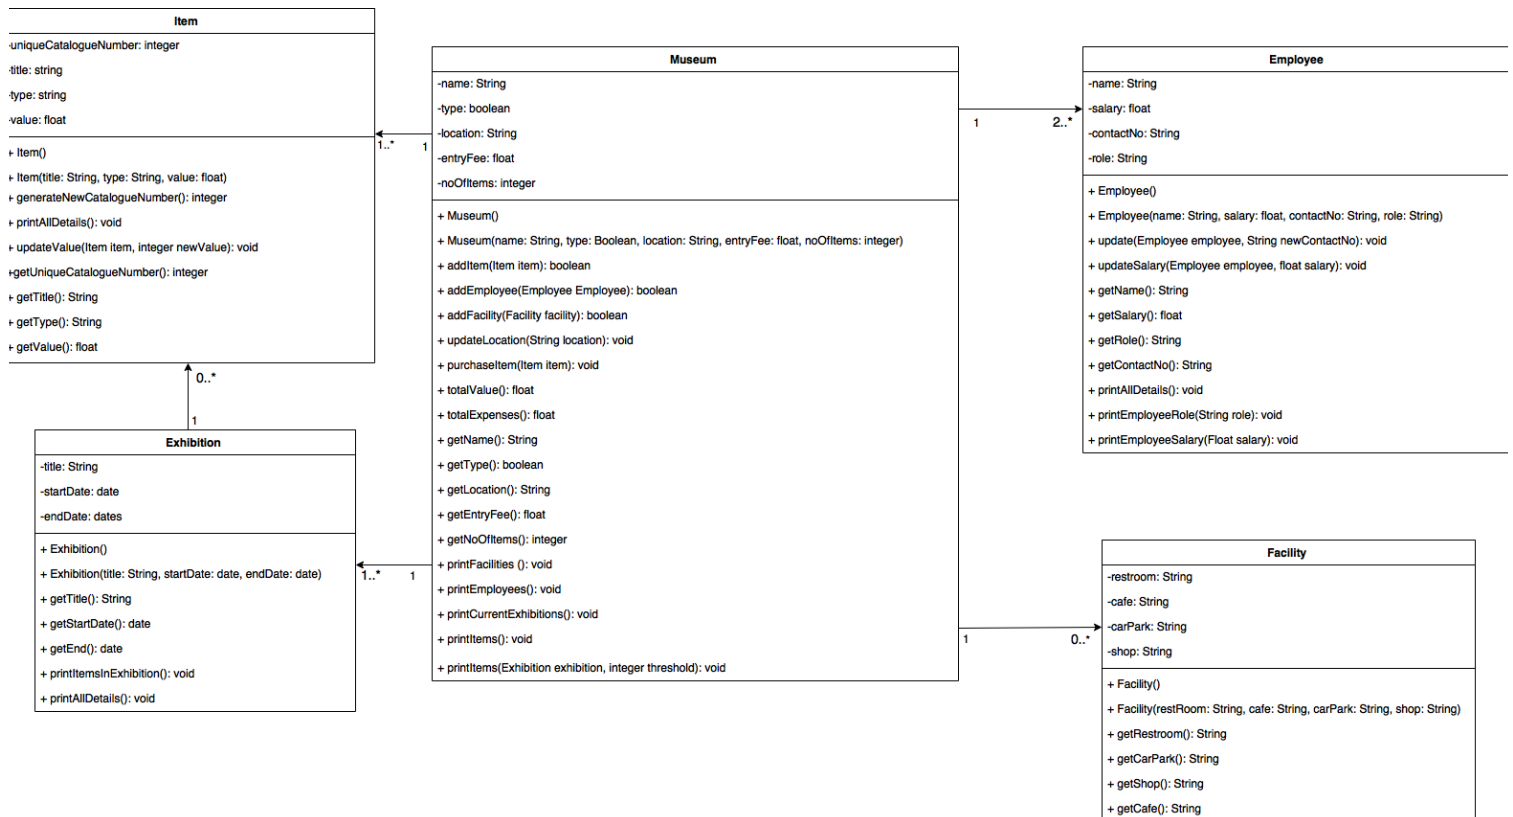 Item
-uniqueCatalogueNumber: integer
-title: string
-type: string
-value: float
+ Item()
+ Item(title: String, type: String, value: float)
+ generateNewCatalogueNumber(): integer
+ printAllDetails(): void
+ updateValue(Item item, integer newValue): void
+getUniqueCatalogueNumber(): integer
+ getTitle(): String
+ getType(): String
+ getValue(): float
1..*
1
0..*
1
Exhibition
-title: String
-startDate: date
-endDate: dates
+ Exhibition()
+ Exhibition(title: String, startDate: date, endDate: date)
+ getTitle(): String
+ getStartDate(): date
+ getEnd(): date
+ printItemsInExhibition(): void
+ printAllDetails(): void
1..*
1
Museum
-name: String
-type: boolean
-location: String
-entryFee: float
-noOfItems: integer
+ Museum()
+ Museum(name: String, type: Boolean, location: String, entryFee: float, noOfItems: integer)
+ addItem(Item item): boolean
+ addEmployee(Employee Employee): boolean
+ addFacility(Facility facility): boolean
+ updateLocation(String location): void
+ purchaseItem(Item item): void
+ totalValue(): float
+ totalExpenses(): float
+ getName(): String
+ getType(): boolean
+ getLocation(): String
+ getEntryFee(): float
+ getNoOfItems(): integer
+ printFacilities (): void
+ printEmployees(): void
+ printCurrentExhibitions(): void
+ printItems(): void
+ printItems(Exhibition exhibition, integer threshold): void
1
2..*
Employee
-name: String
-salary: float
-contactNo: String
-role: String
+ Employee()
+ Employee(name: String, salary: float, contactNo: String, role: String)
+ update(Employee employee, String newContactNo): void
+ updateSalary(Employee employee, float salary): void
+ getName(): String
+ getSalary(): float
+ getRole(): String
+ getContactNo(): String
+ printAllDetails(): void
+ printEmployeeRole(String role): void
+ printEmployeeSalary(Float salary): void
1
0..*
Facility
-restroom: String
-cafe: String
-carPark: String
-shop: String
+ Facility()
+ Facility(restRoom: String, cafe: String, carPark: String, shop: String)
+ getRestroom(): String
+ getCarPark(): String
+ getShop(): String
+ getCafe(): String